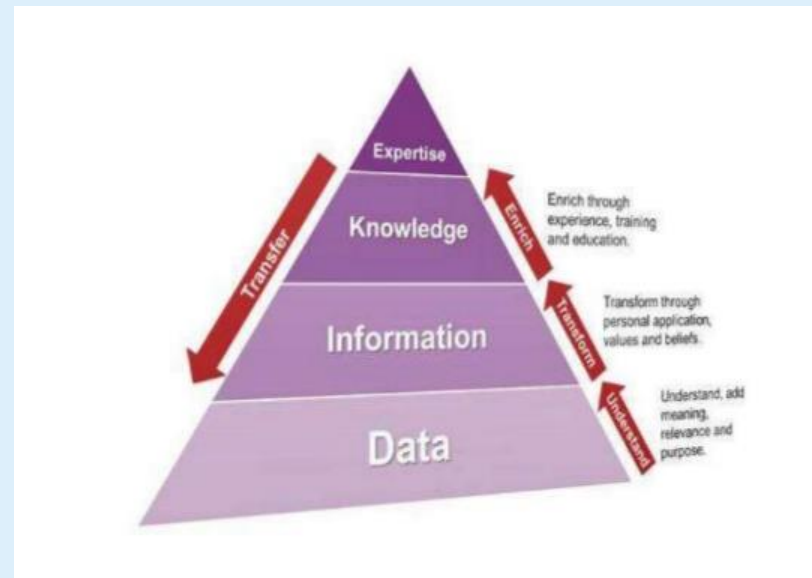 Expertise
Knowledge
Information
Data
Transfer
Enrich
Enrich through
experience, training
and education.
Transform
Transform through
personal application,
values and beliefs.
Understand
Understand, add
meaning,
relevance and
purpose.